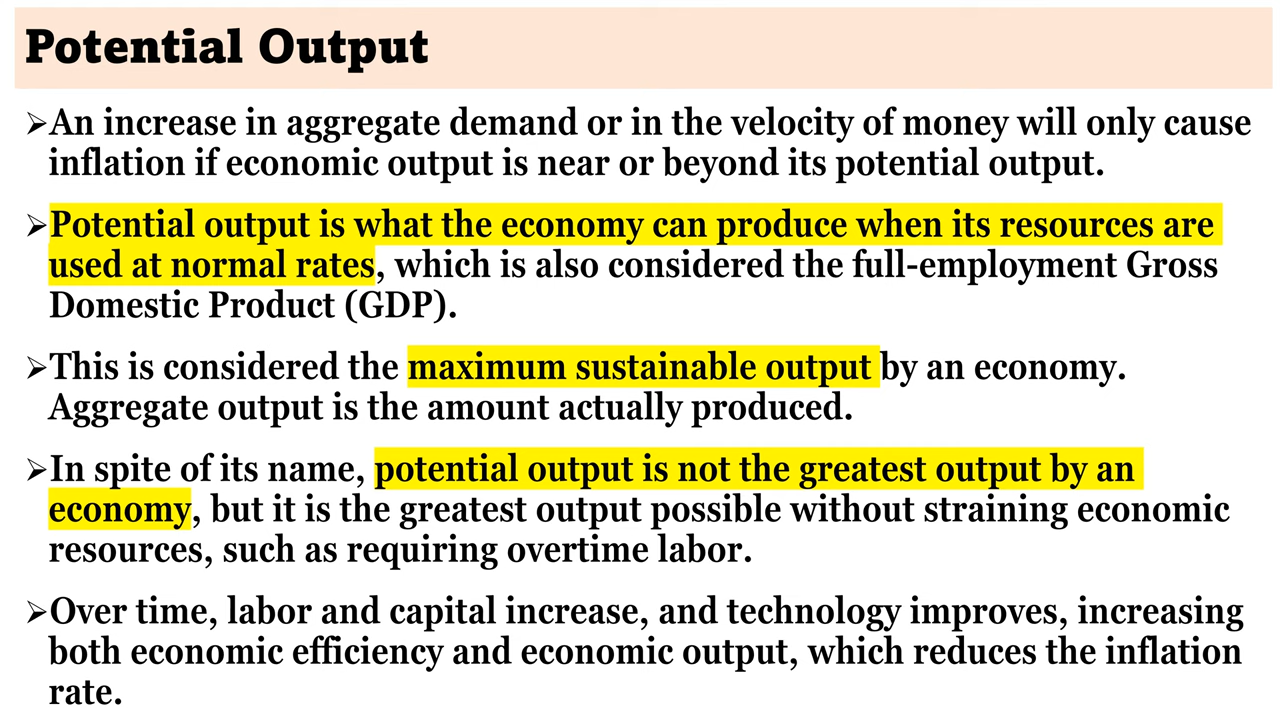 Potential Output
➢An increase in aggregate demand or in the velocity of money will only cause
inflation if economic output is near or beyond its potential output.
➢Potential output is what the economy can produce when its resources are
used at normal rates, which is also considered the full-employment Gross
Domestic Product (GDP).
➢This is considered the maximum sustainable output by an economy.
Aggregate output is the amount actually produced.
➢In spite of its name, potential output is not the greatest output by an
economy, but it is the greatest output possible without straining economic
resources, such as requiring overtime labor.
➢Over time, labor and capital increase, and technology improves, increasing
both economic efficiency and economic output, which reduces the inflation
rate.